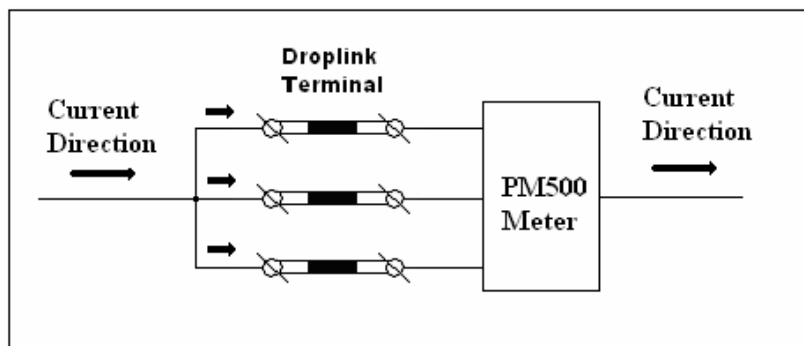 Droplink
Terminal
Current
Direction
Current
Direction
PM500
Meter